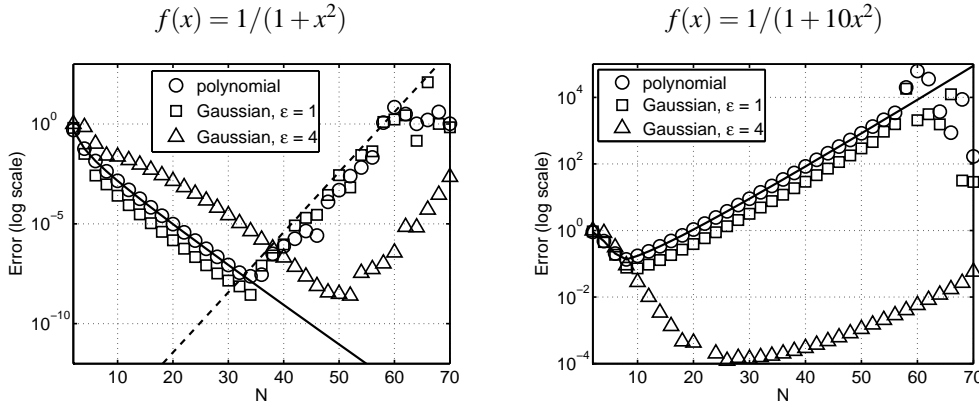 f(x) = 1/(1 + x²)
Error (log scale)
10⁰
10⁻⁵
10⁻¹⁰
polynomial
Gaussian, ε = 1
Gaussian, ε = 4
10 20 30 40 50 60 70
N
f(x) = 1/(1 + 10x²)
Error (log scale)
10⁴
10²
10⁰
10⁻²
10⁻⁴
polynomial
Gaussian, ε = 1
Gaussian, ε = 4
10 20 30 40 50 60 70
N